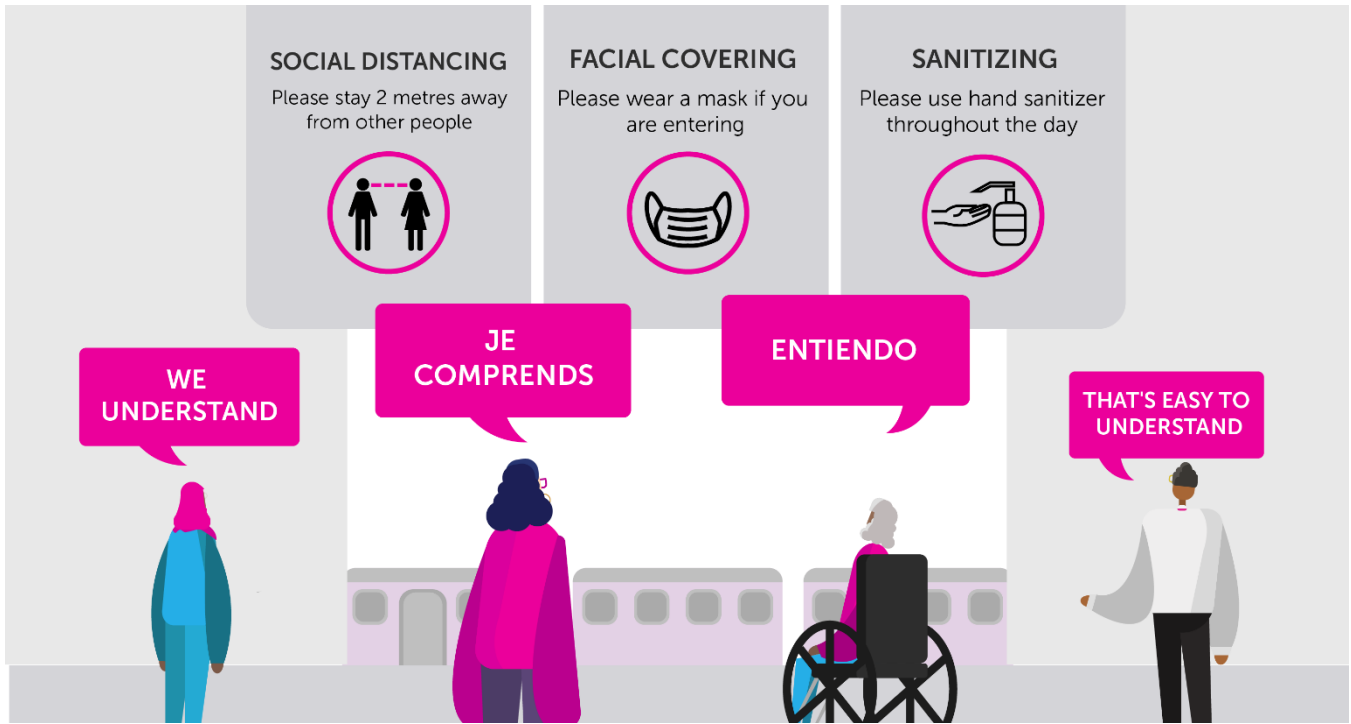 SOCIAL DISTANCING
Please stay 2 metres away
from other people
FACIAL COVERING
Please wear a mask if you
are entering
SANITIZING
Please use hand sanitizer
throughout the day
WE
UNDERSTAND
JE
COMPRENDS
ENTIENDO
THAT'S EASY TO
UNDERSTAND